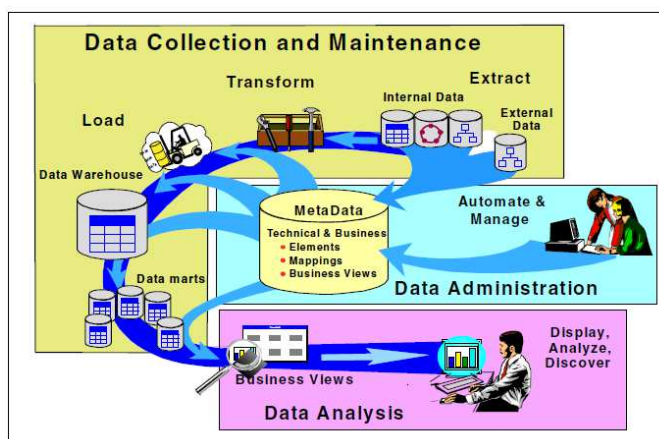 Data Collection and Maintenance
Transform
Extract
Internal Data
External
Data
Load
Data Warehouse
MetaData
Technical & Business
• Elements
• Mappings
• Business Views
Automate &
Manage
Data marts
Data Administration
Display,
Analyze,
Discover
Business Views
Data Analysis